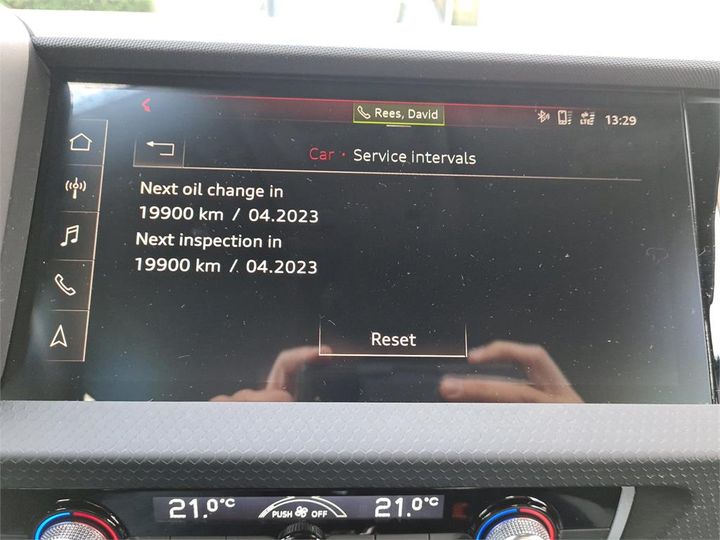 Rees, David
LTE
13:29
Car • Service intervals
Next oil change in
19900 km / 04.2023
Next inspection in
19900 km / 04.2023
Reset
21.0°C
PUSH OFF
21.0°C